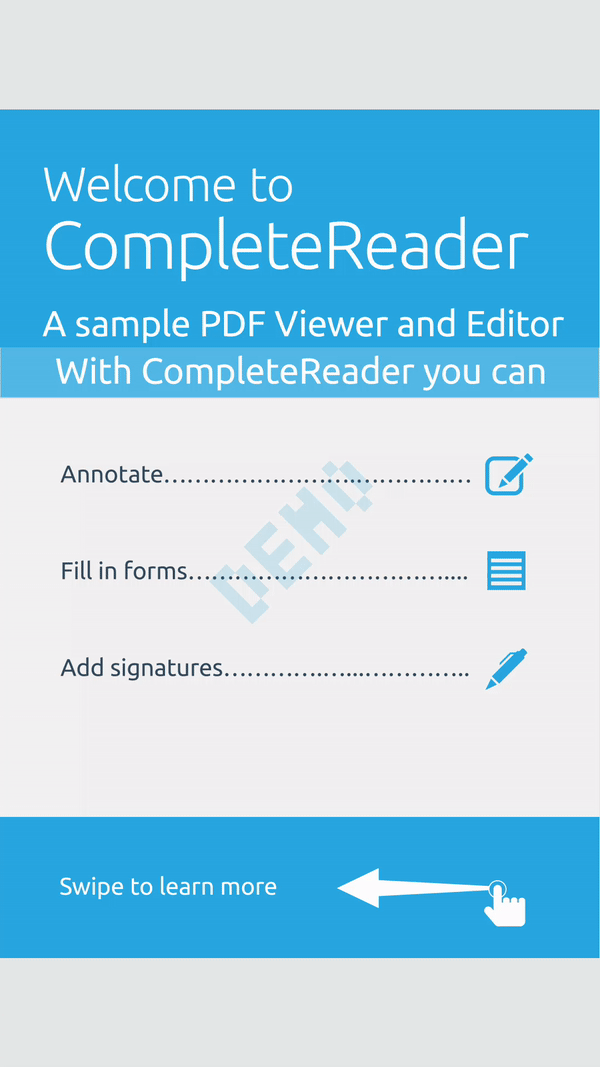 Welcome to
CompleteReader
A sample PDF Viewer and Editor
With CompleteReader you can
Annotate.......................................
Fill in forms.......................................
Add signatures.......................................
DEMO
Swipe to learn more